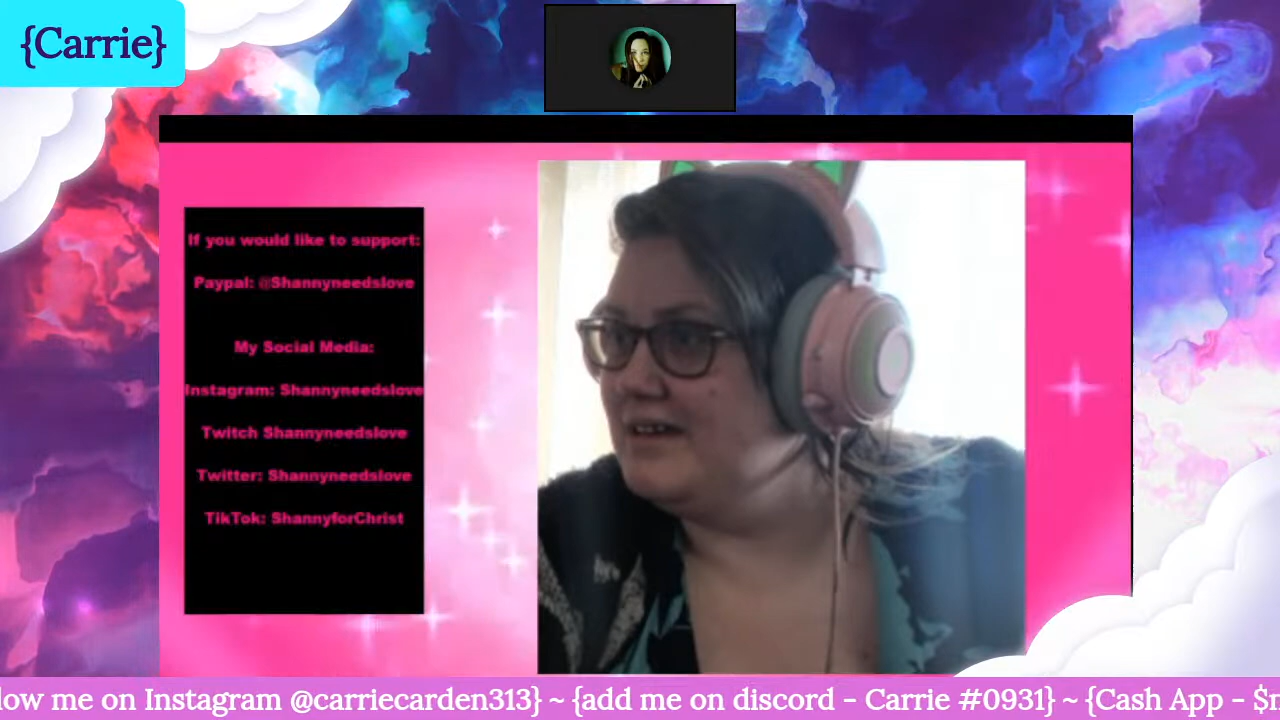 {Carrie}
If you would like to support:
Paypal: @Shannyneedslove
My Social Media:
Instagram: Shannyneedslove
Twitch Shannyneedslove
Twitter: Shannyneedslove
TikTok: ShannyforChrist
low me on Instagram @carriecarden313} ~ {add me on discord - Carrie #0931} ~ {Cash App -